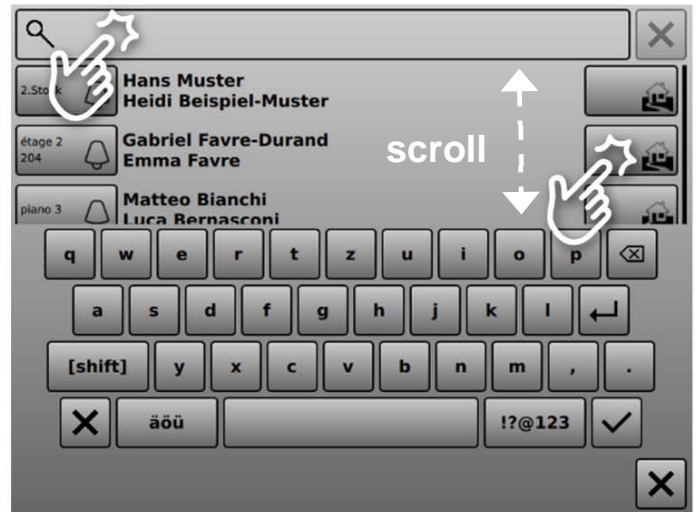 2.Sto k
Hans Muster
Heidi Beispiel-Muster
étage 2
204
Gabriel Favre-Durand
Emma Favre
scroll
piano 3
Matteo Bianchi
Luca Bernasconi
q w e r t z u i o p
a s d f g h j k l
[shift] y x c v b n m , .
äöü !?@123